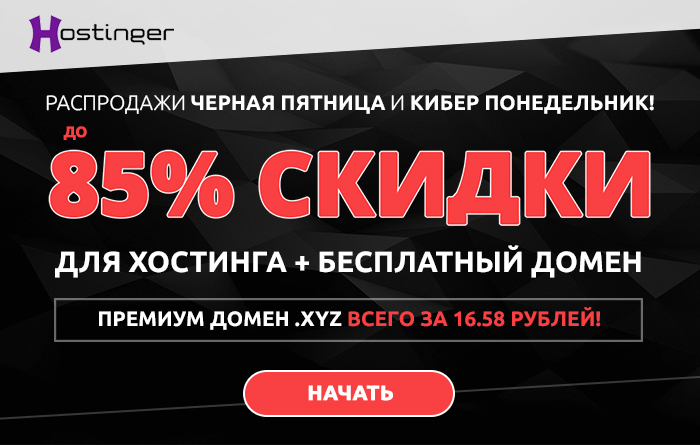 Hostinger
РАСПРОДАЖИ ЧЕРНАЯ ПЯТНИЦА И КИБЕР ПОНЕДЕЛЬНИК!
ДО
85% СКИДКИ
ДЛЯ ХОСТИНГА + БЕСПЛАТНЫЙ ДОМЕН
ПРЕМИУМ ДОМЕН .XYZ ВСЕГО ЗА 16.58 РУБЛЕЙ!
НАЧАТЬ